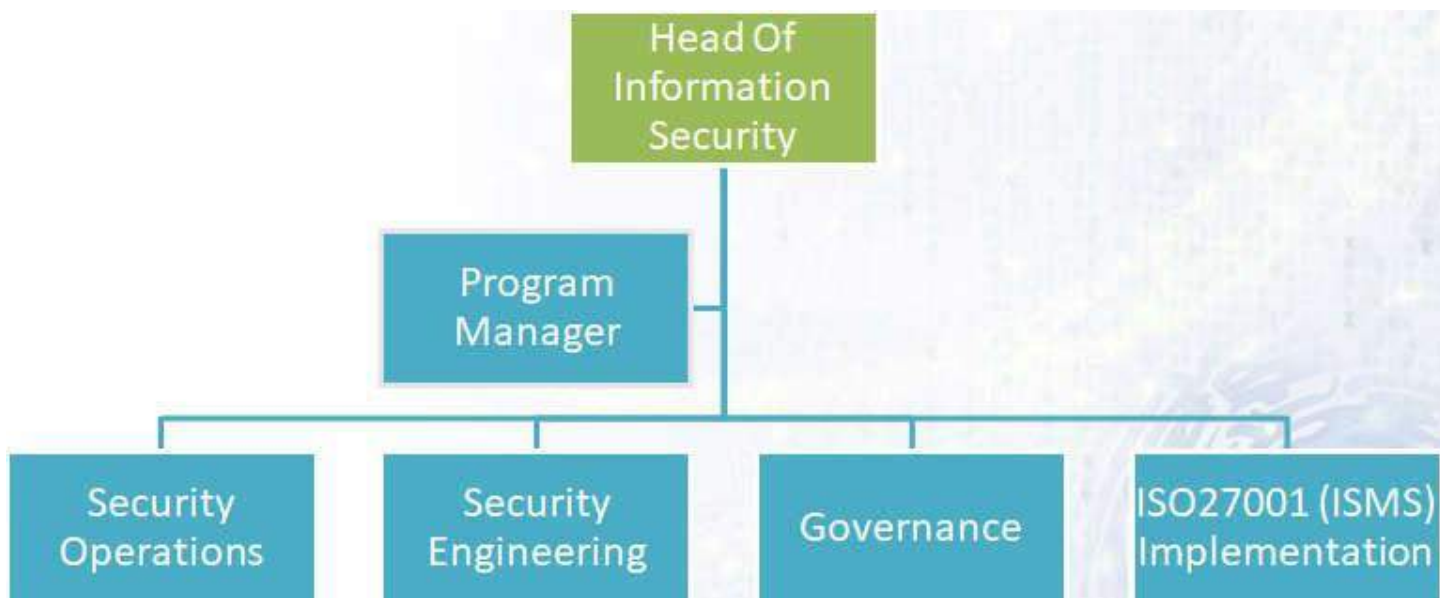 Head Of
Information
Security
Program
Manager
Security
Operations
Security
Engineering
Governance
ISO27001 (ISMS)
Implementation